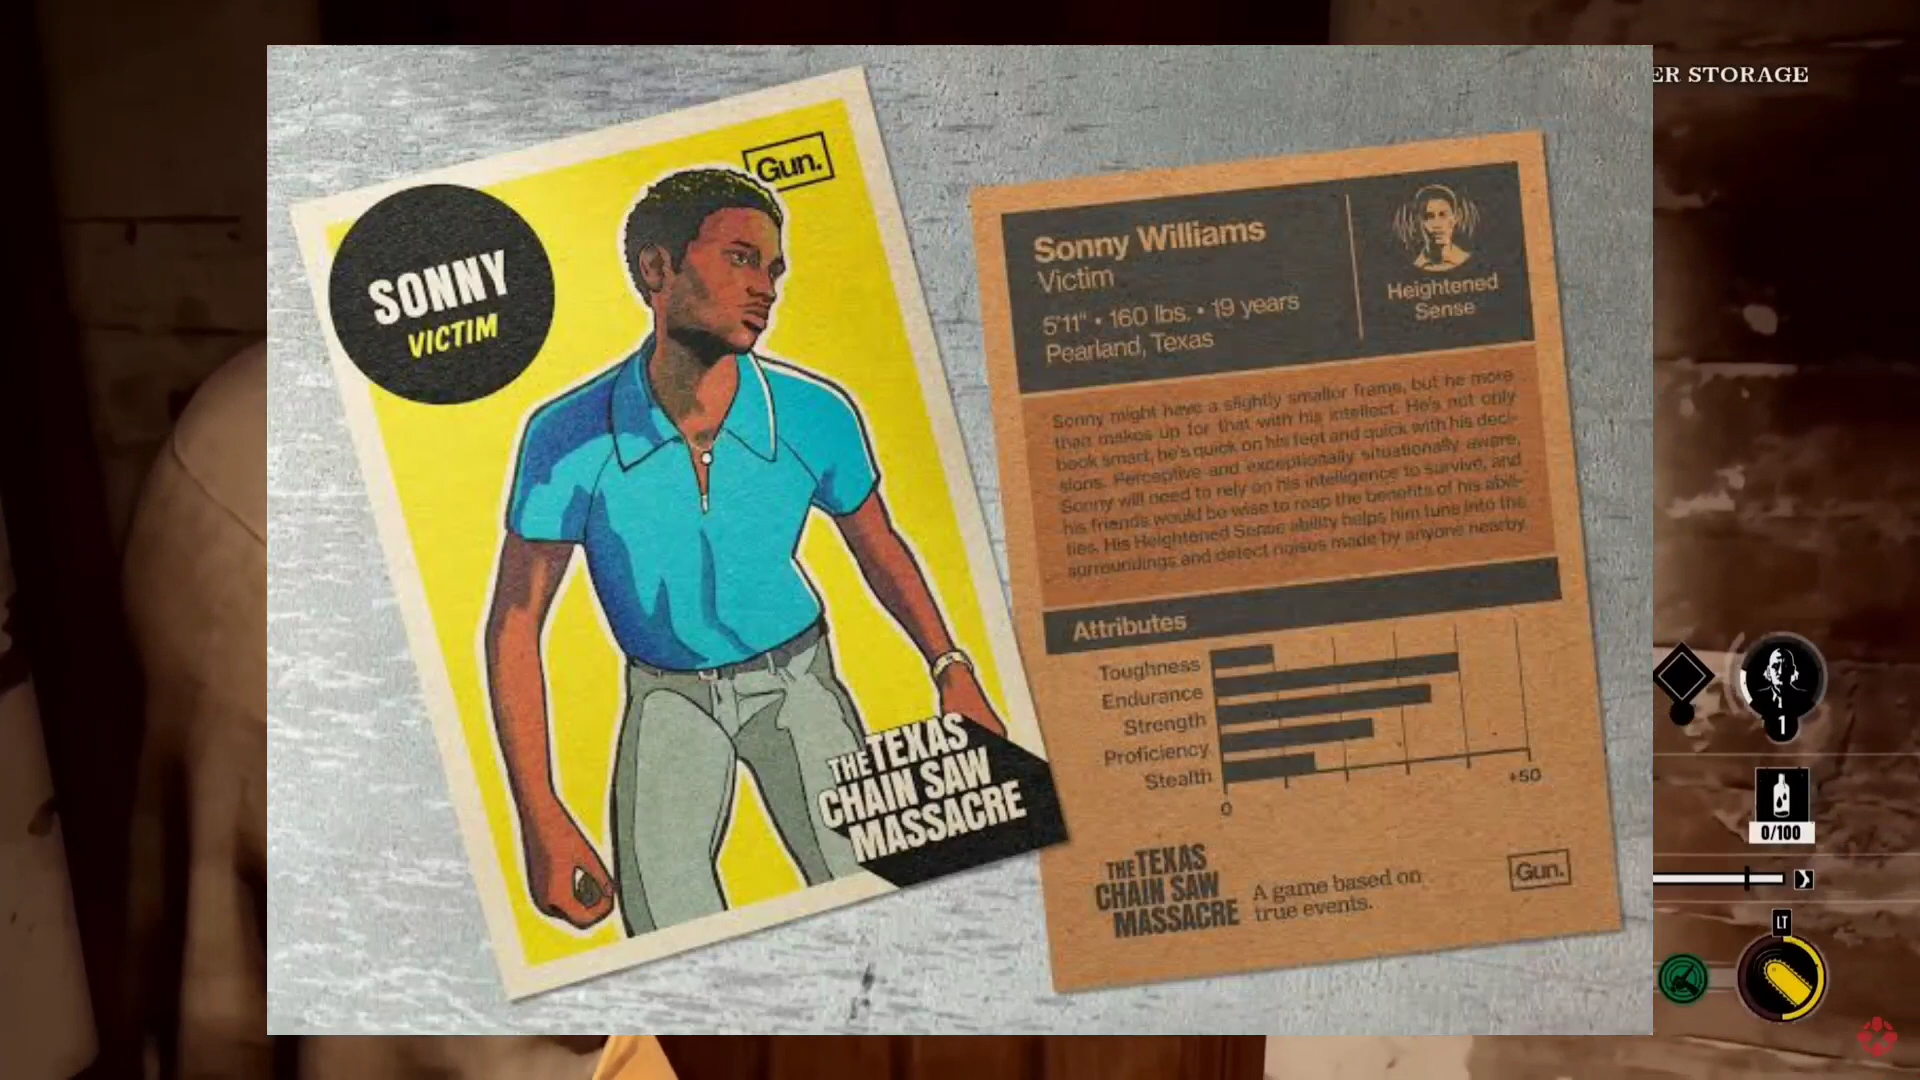 ER STORAGE
Gun.
SONNY
VICTIM
THE TEXAS
CHAIN SAW
MASSACRE
Sonny Williams
Victim
5'11" • 160 lbs. • 19 years
Pearland, Texas
Heightened
Sense
Sonny might have a slightly smaller frame, but he more
than makes up for that with his intellect. He's not only
book smart, he's quick on his feet and quick with his deci-
sions. Perceptive and exceptionally situationally aware,
Sonny will need to rely on his intelligence to survive, and
his friends would be wise to reap the benefits of his abili-
ties. His Heightened Sense ability helps him tune into the
surroundings and detect noises made by anyone nearby.
Attributes
Toughness
Endurance
Strength
Proficiency
Stealth
0
+50
THE TEXAS
CHAIN SAW
MASSACRE
A game based on
true events.
Gun.
1
0/100
LT